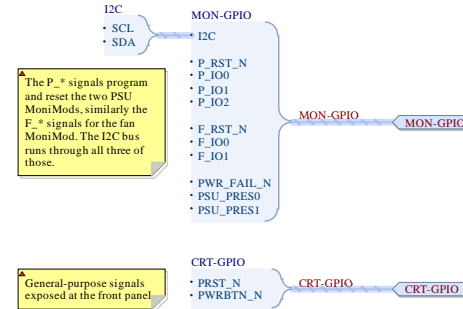 I2C
SCL
SDA
MON-GPIO
I2C
P_RST_N
P_IO0
P_IO1
P_IO2
F_RST_N
F_IO0
F_IO1
PWR_FAIL_N
PSU_PRES0
PSU_PRES1
MON-GPIO
MON-GPIO
The P_* signals program
and reset the two PSU
MoniMods, similarly the
F_* signals for the fan
MoniMod. The I2C bus
runs through all three of
those.
CRT-GPIO
PRST_N
PWRBTN_N
CRT-GPIO
CRT-GPIO
General-purpose signals
exposed at the front panel